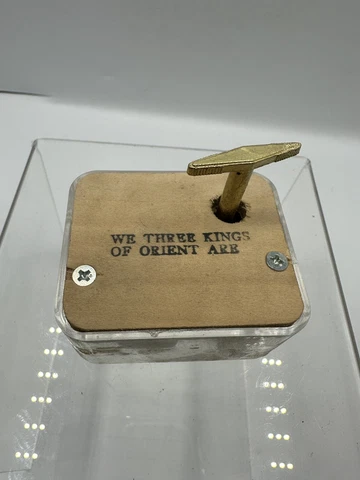 WE THREE KINGS
OF ORIENT ARE